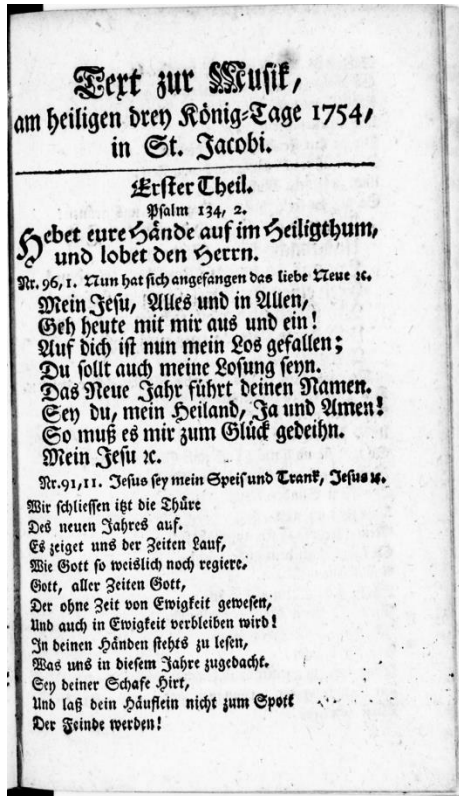 Text zur Musik,
am heiligen drey König-Tage 1754,
in St. Jacobi.
Erster Theil.
Psalm 134, 2.
Hebet eure Hände auf im Heiligthum,
und lobet den Herrn.
Nr. 96, 1. Nun hat sich angefangen das liebe Neue ꝛc.
Mein Jesu, Alles und in Allen,
Geh heute mit mir aus und ein!
Auf dich ist nun mein Los gefallen;
Du sollt auch meine Losung seyn.
Das Neue Jahr führt deinen Namen.
Sey du, mein Heiland, Ja und Amen!
So muß es mir zum Glück gedeihn.
Mein Jesu ꝛc.
Nr. 91, 11. Jesus sey mein Speis und Trank, Jesus ꝛc.
Wir schliessen itzt die Thüre
Des neuen Jahres auf.
Es zeiget uns der Zeiten Lauf,
Wie Gott so weislich noch regiere.
Gott, aller Zeiten Gott,
Der ohne Zeit von Ewigkeit gewesen,
Und auch in Ewigkeit verbleiben wird!
In deinen Händen stehts zu lesen,
Was uns in diesem Jahre zugedacht.
Sey deiner Schafe Hirt,
Und laß dein Häuflein nicht zum Spott
Der Feinde werden!